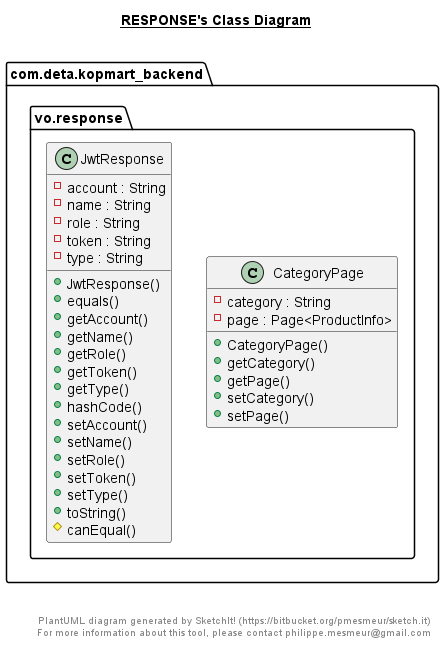 RESPONSE's Class Diagram
com.deta.kopmart_backend
vo.response
C JwtResponse
account : String
name : String
role : String
token : String
type : String
JwtResponse()
equals()
getAccount()
getName()
getRole()
getToken()
getType()
hashCode()
setAccount()
setName()
setRole()
setToken()
setType()
toString()
canEqual()
C CategoryPage
category : String
page : Page<ProductInfo>
CategoryPage()
getCategory()
getPage()
setCategory()
setPage()
PlantUML diagram generated by SketchIt! (https://bitbucket.org/pmesmeur/sketch.it)
For more information about this tool, please contact philippe.mesmeur@gmail.com